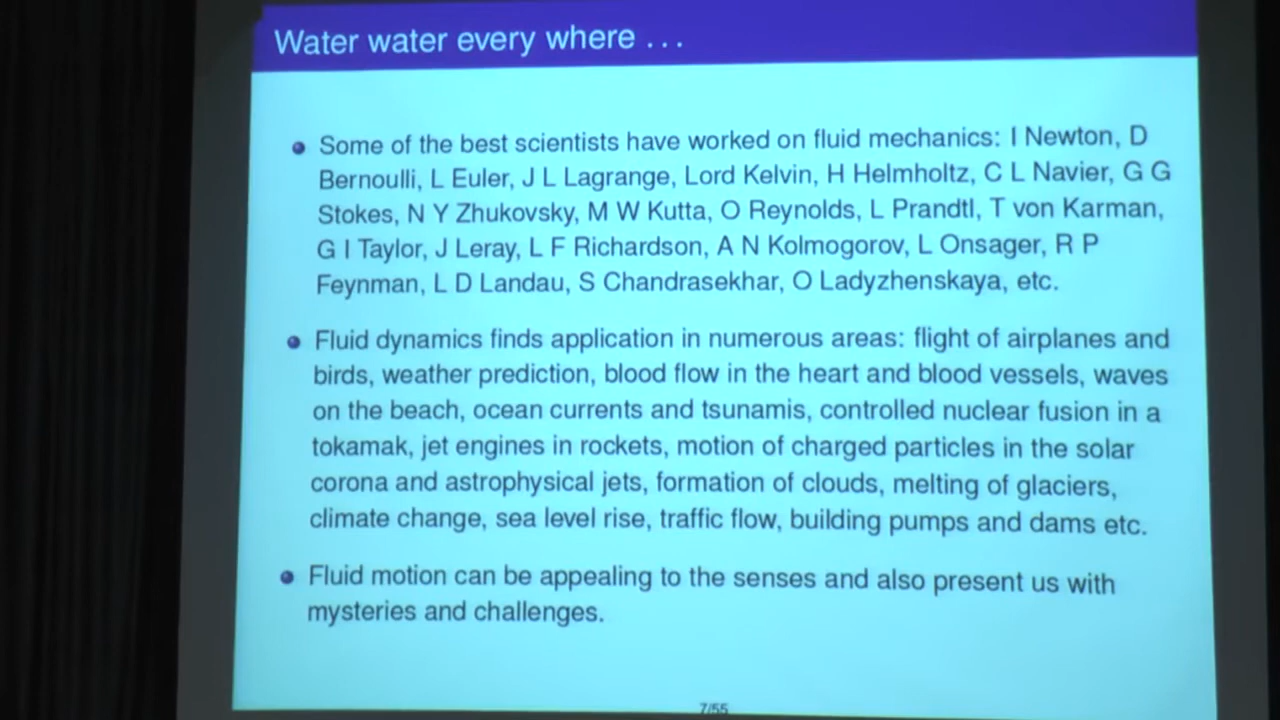 Water water every where ...
Some of the best scientists have worked on fluid mechanics: I Newton, D
Bernoulli, L Euler, J L Lagrange, Lord Kelvin, H Helmholtz, C L Navier, G G
Stokes, N Y Zhukovsky, M W Kutta, O Reynolds, L Prandtl, T von Karman,
G I Taylor, J Leray, L F Richardson, A N Kolmogorov, L Onsager, R P
Feynman, L D Landau, S Chandrasekhar, O Ladyzhenskaya, etc.
Fluid dynamics finds application in numerous areas: flight of airplanes and
birds, weather prediction, blood flow in the heart and blood vessels, waves
on the beach, ocean currents and tsunamis, controlled nuclear fusion in a
tokamak, jet engines in rockets, motion of charged particles in the solar
corona and astrophysical jets, formation of clouds, melting of glaciers,
climate change, sea level rise, traffic flow, building pumps and dams etc.
Fluid motion can be appealing to the senses and also present us with
mysteries and challenges.
7/55